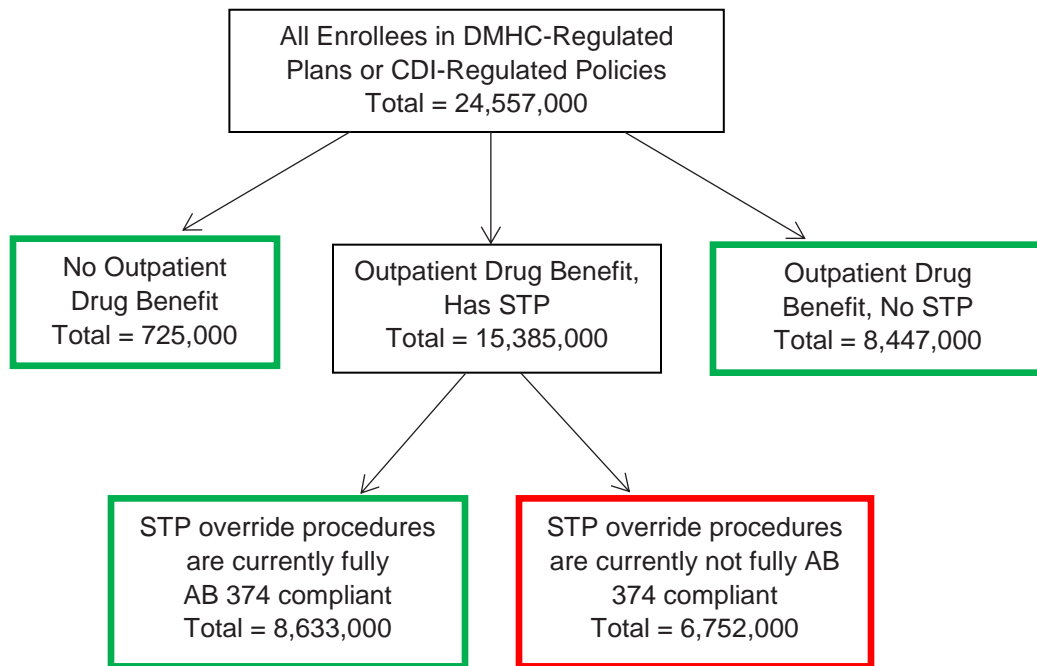 All Enrollees in DMHC-Regulated
Plans or CDI-Regulated Policies
Total = 24,557,000
No Outpatient
Drug Benefit
Total = 725,000
Outpatient Drug Benefit,
Has STP
Total = 15,385,000
Outpatient Drug
Benefit, No STP
Total = 8,447,000
STP override procedures
are currently fully
AB 374 compliant
Total = 8,633,000
STP override procedures
are currently not fully AB
374 compliant
Total = 6,752,000